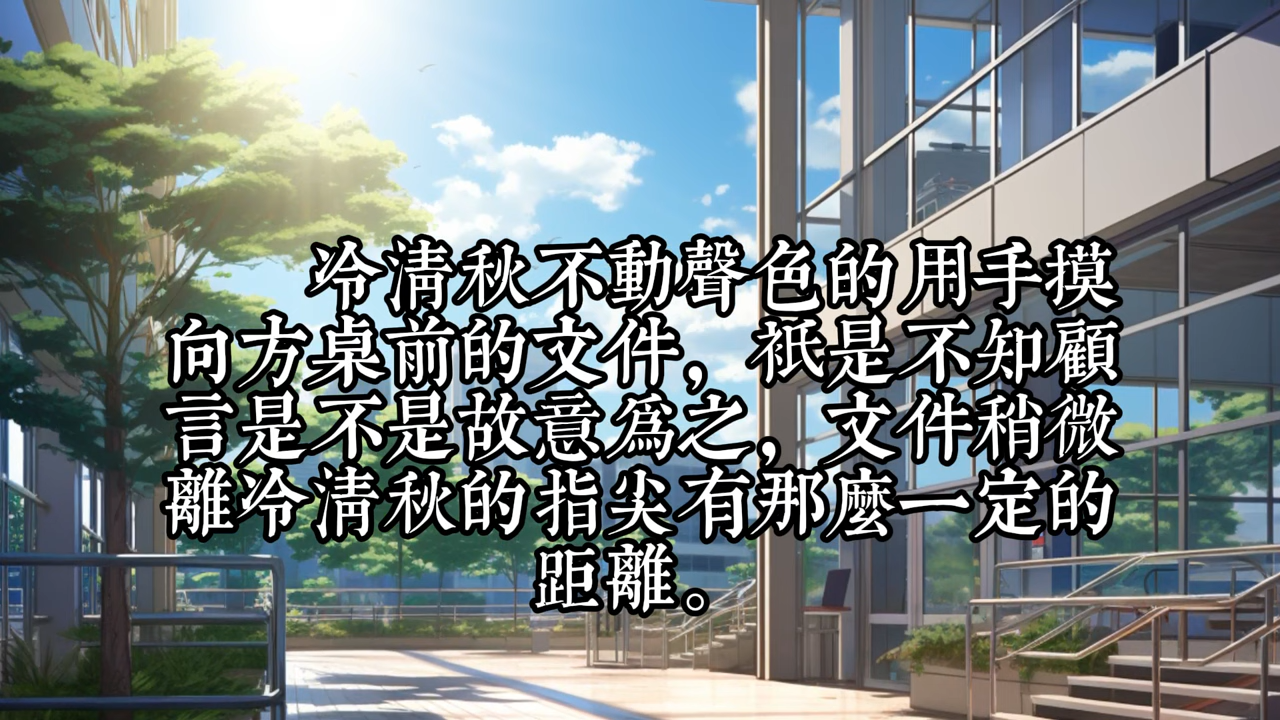 冷清秋不動聲色的用手摸
向方桌前的文件，衹是不知顧
言是不是故意爲之，文件稍微
離冷清秋的指尖有那麼一定的
距離。